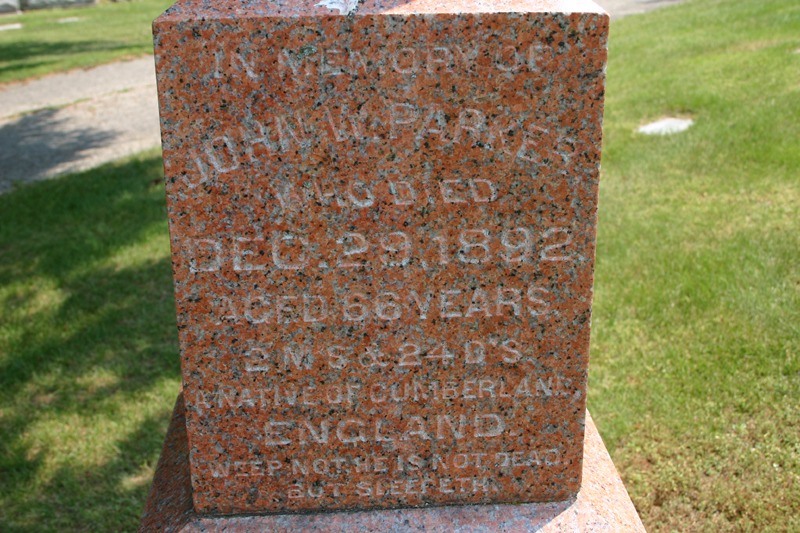 IN MEMORY OF
JOHN W. PARKES
WHO DIED
DEC. 29, 1892
AGED 66 YEARS.
2 M'S & 24 D'S.
A NATIVE OF CUMBERLAND,
ENGLAND.
WEEP NOT, HE IS NOT DEAD,
BUT SLEEPETH.